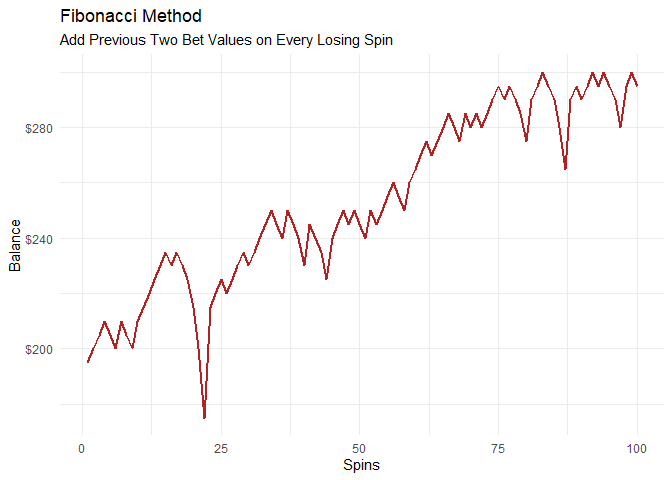 Fibonacci Method
Add Previous Two Bet Values on Every Losing Spin
Balance
$280
$240
$200
0 25 50 75 100
Spins